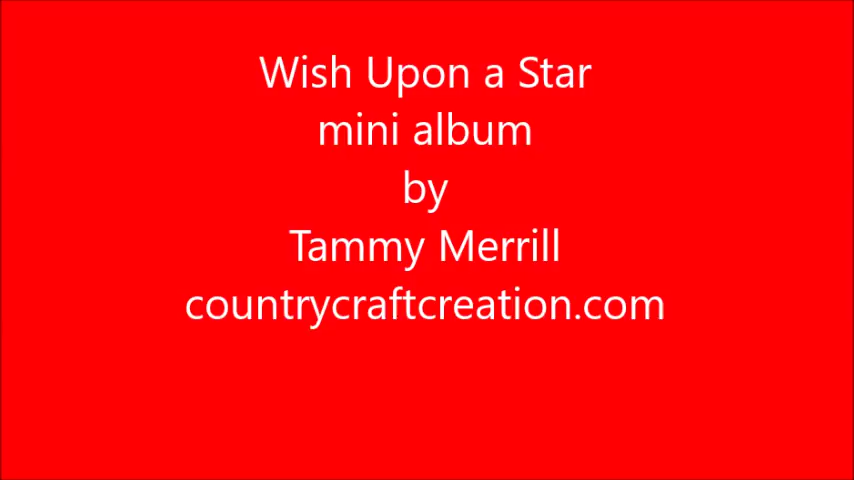 Wish Upon a Star
mini album
by
Tammy Merrill
countrycraftcreation.com